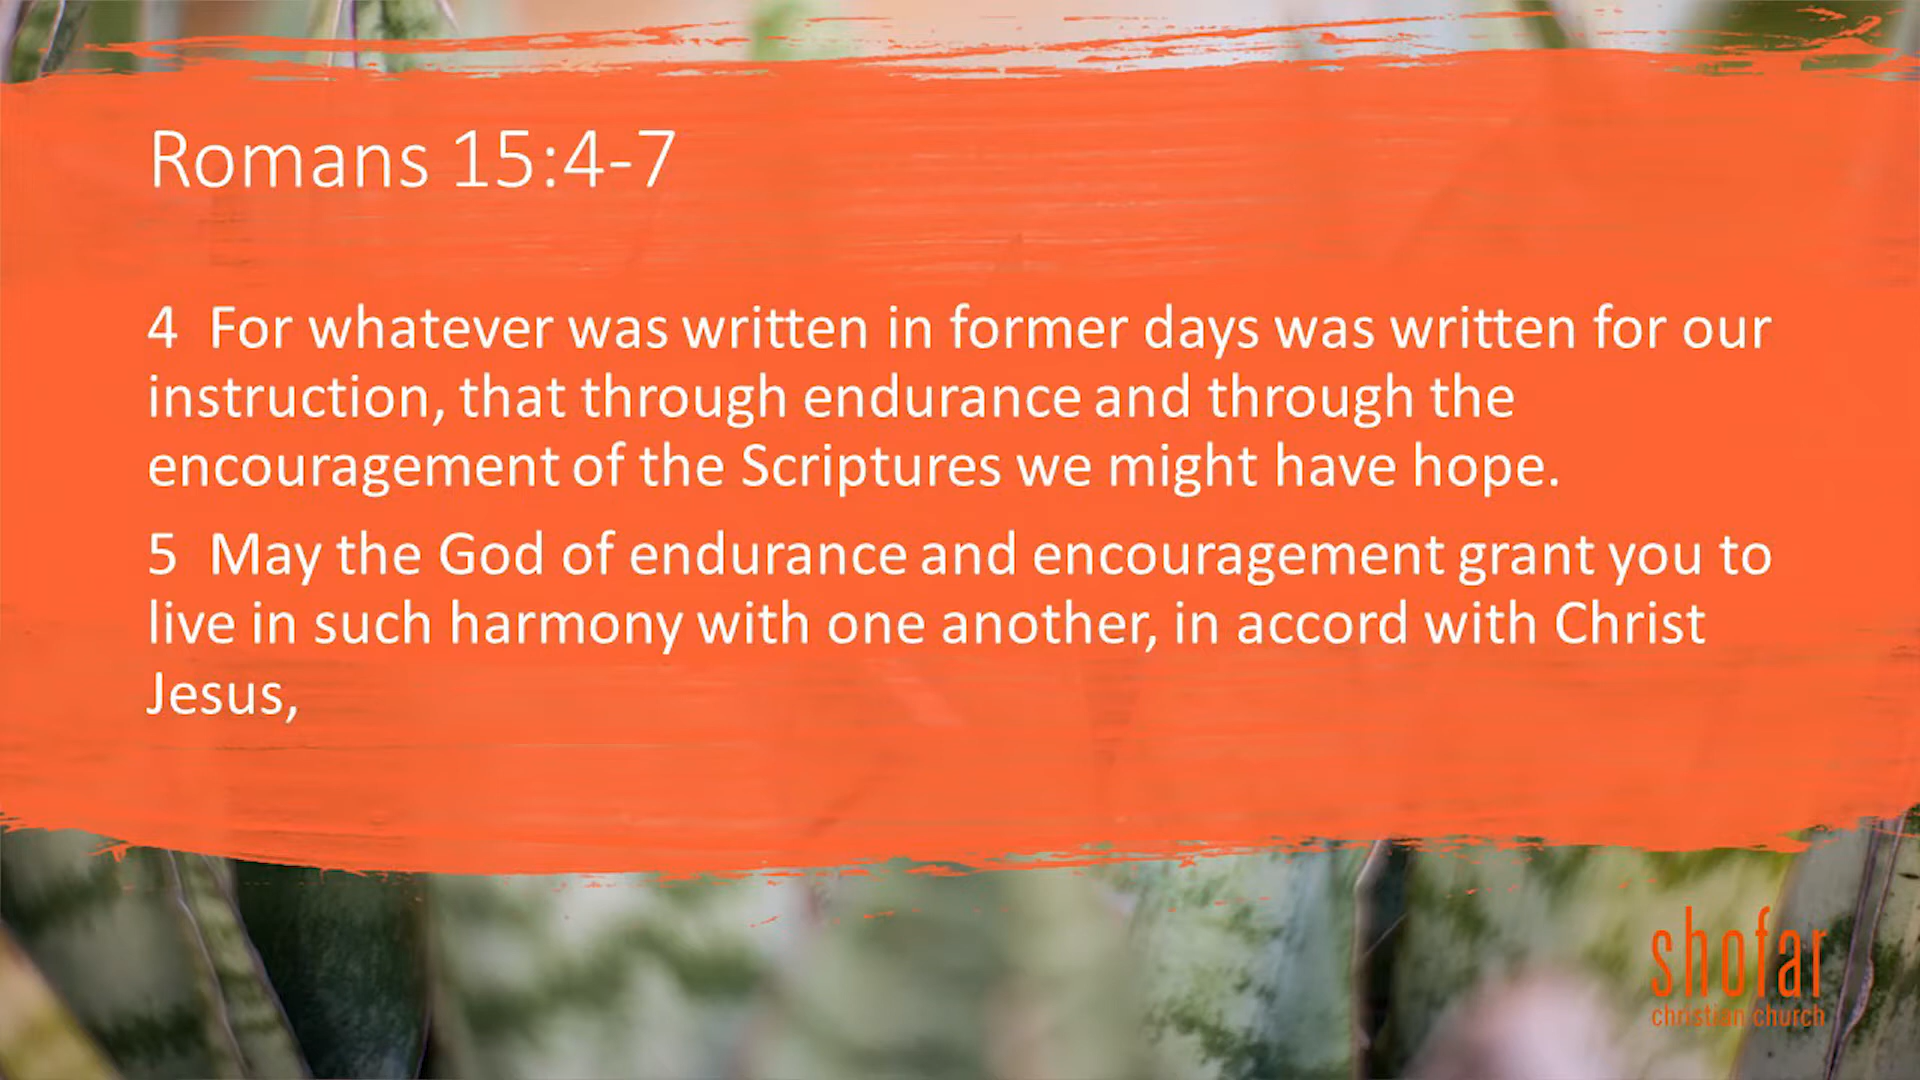 Romans 15:4-7
4 For whatever was written in former days was written for our
instruction, that through endurance and through the
encouragement of the Scriptures we might have hope.
5 May the God of endurance and encouragement grant you to
live in such harmony with one another, in accord with Christ
Jesus,
shofar
christian church